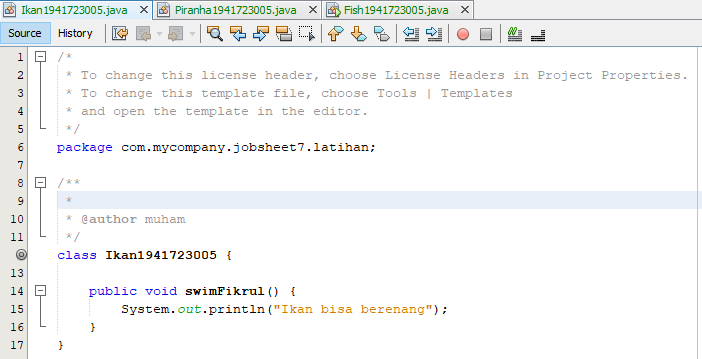 Ikan1941723005.java Piranha1941723005.java Fish1941723005.java
Source History
1 /*
2 * To change this license header, choose License Headers in Project Properties.
3 * To change this template file, choose Tools | Templates
4 * and open the template in the editor.
5 */
6 package com.mycompany.jobsheet7.latihan;
7
8 /**
9 *
10 * @author muham
11 */
class Ikan1941723005 {
13
14 public void swimFikrul() {
15 System.out.println("Ikan bisa berenang");
16 }
17 }